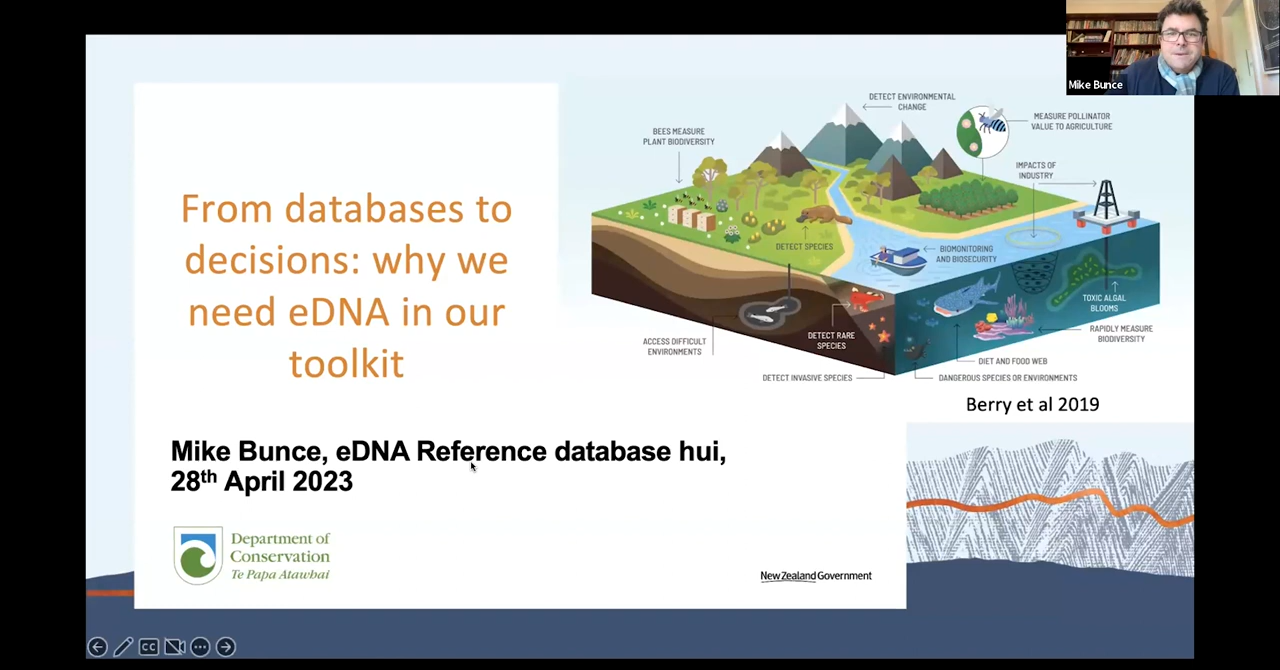 Mike Bunce
From databases to
decisions: why we
need eDNA in our
toolkit
DETECT ENVIRONMENTAL
CHANGE
MEASURE POLLINATOR
VALUE TO AGRICULTURE
BEES MEASURE
PLANT BIODIVERSITY
IMPACTS OF
INDUSTRY
DETECT SPECIES
BIOMONITORING
AND BIOSECURITY
TOXIC ALGAL
BLOOMS
ACCESS DIFFICULT
ENVIRONMENTS
DETECT RARE
SPECIES
RAPIDLY MEASURE
BIODIVERSITY
DIET AND FOOD WEB
DETECT INVASIVE SPECIES
DANGEROUS SPECIES OR ENVIRONMENTS
Berry et al 2019
Mike Bunce, eDNA Reference database hui,
28th April 2023
Department of
Conservation
Te Papa Atawhai
New Zealand Government
CC